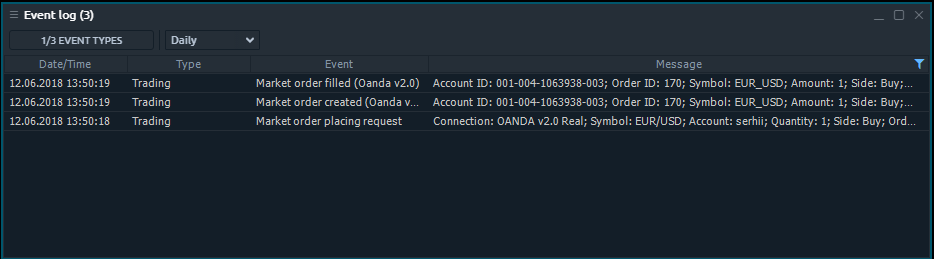 Event log (3)
1/3 EVENT TYPES Daily
Date/Time Type Event Message
12.06.2018 13:50:19 Trading Market order filled (Oanda v2.0) Account ID: 001-004-1063938-003; Order ID: 170; Symbol: EUR_USD; Amount: 1; Side: Buy;...
12.06.2018 13:50:19 Trading Market order created (Oanda v... Account ID: 001-004-1063938-003; Order ID: 170; Symbol: EUR_USD; Amount: 1; Side: Buy;...
12.06.2018 13:50:18 Trading Market order placing request Connection: OANDA v2.0 Real; Symbol: EUR/USD; Account: serhii; Quantity: 1; Side: Buy; Ord...